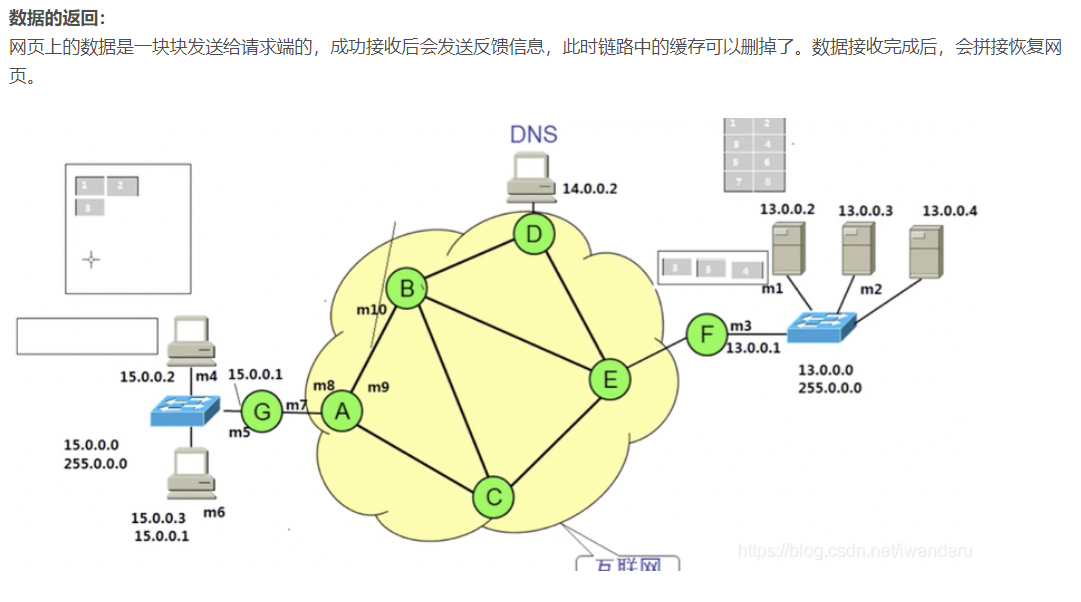 数据的返回：
网页上的数据是一块块发送给请求端的，成功接收后会发送反馈信息，此时链路中的缓存可以删掉了。数据接收完成后，会拼接恢复网
页。
DNS
14.0.0.2
1 2
3 4
5 6
7 8
13.0.0.2 13.0.0.3 13.0.0.4
1 2
3
D
B
m10
3 5 4
m1 m2
F
m3
13.0.0.1
13.0.0.0
255.0.0.0
E
15.0.0.2 m4 15.0.0.1
m8 m9
G
m7
A
m5
15.0.0.0
255.0.0.0
C
15.0.0.3 m6
15.0.0.1
https://blog.csdn.net/iwanderu
互联网